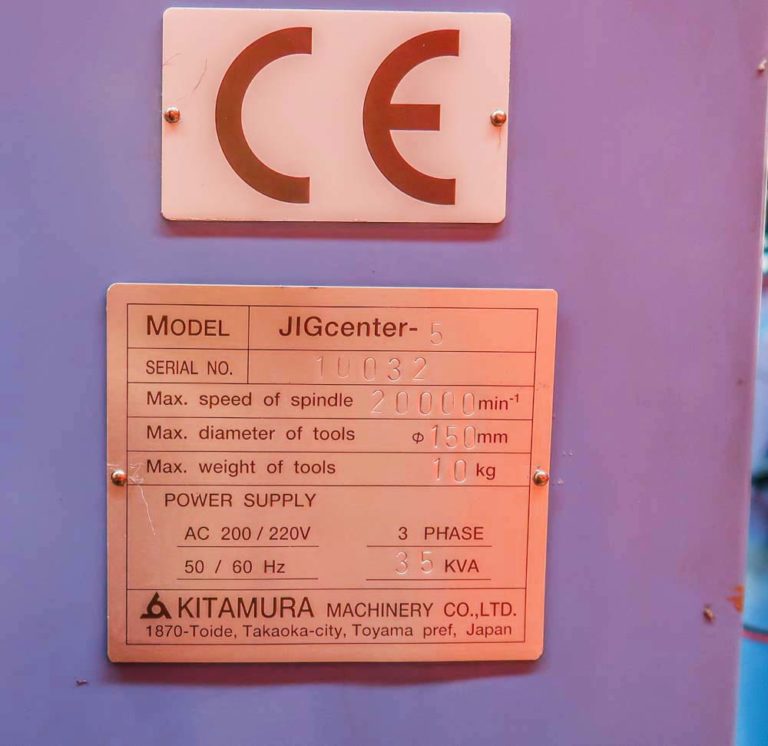 CE
MODEL JIGcenter-5
SERIAL NO. 10032
Max. speed of spindle 20000 min⁻¹
Max. diameter of tools φ150mm
Max. weight of tools 10 kg
POWER SUPPLY
AC 200 / 220V 3 PHASE
50 / 60 Hz 35 KVA
KITAMURA MACHINERY CO.,LTD.
1870-Toide, Takaoka-city, Toyama pref, Japan